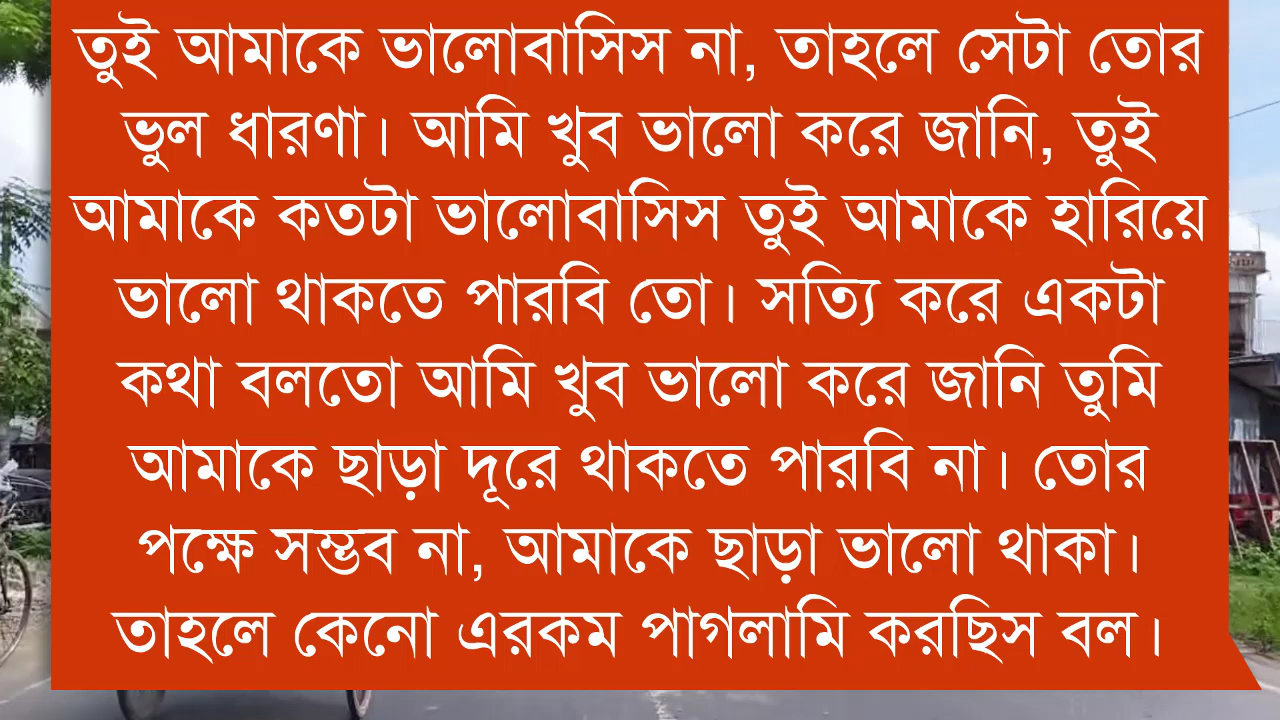 তুই আমাকে ভালোবাসিস না, তাহলে সেটা তোর
ভুল ধারণা। আমি খুব ভালো করে জানি, তুই
আমাকে কতটা ভালোবাসিস তুই আমাকে হারিয়ে
ভালো থাকতে পারবি তো। সত্যি করে একটা
কথা বলতো আমি খুব ভালো করে জানি তুমি
আমাকে ছাড়া দূরে থাকতে পারবি না। তোর
পক্ষে সম্ভব না, আমাকে ছাড়া ভালো থাকা।
তাহলে কেনো এরকম পাগলামি করছিস বল।